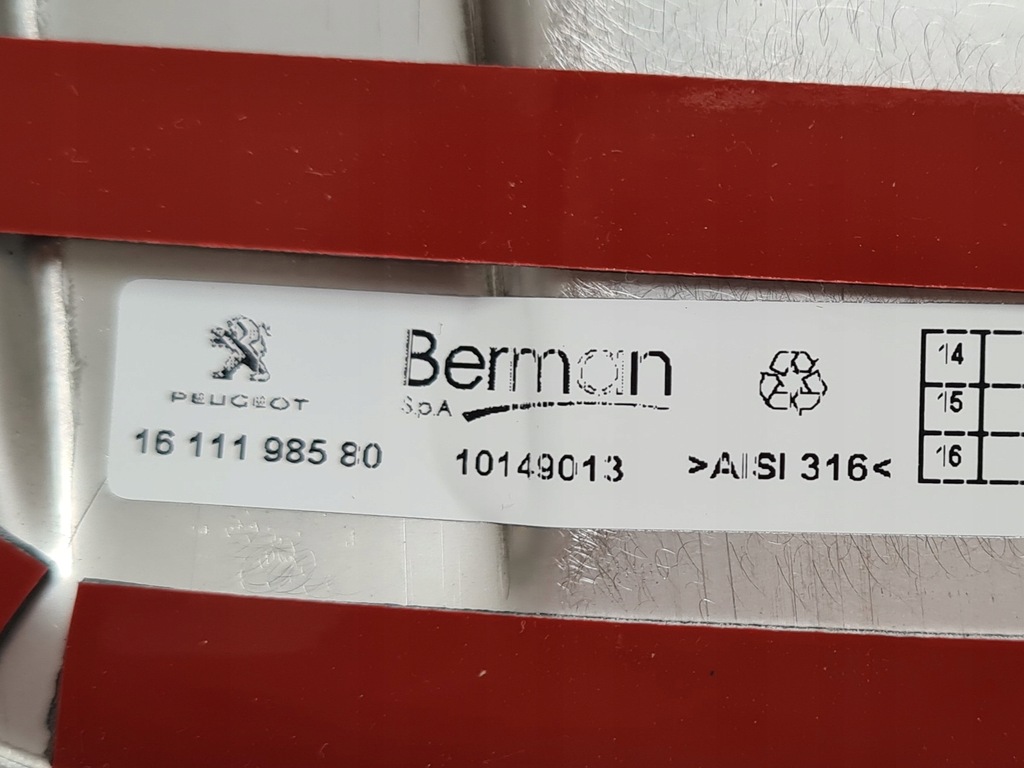 PEUGEOT
16 111 985 80
Berman
S.p.A
10149013
>AISI 316<
14
15
16